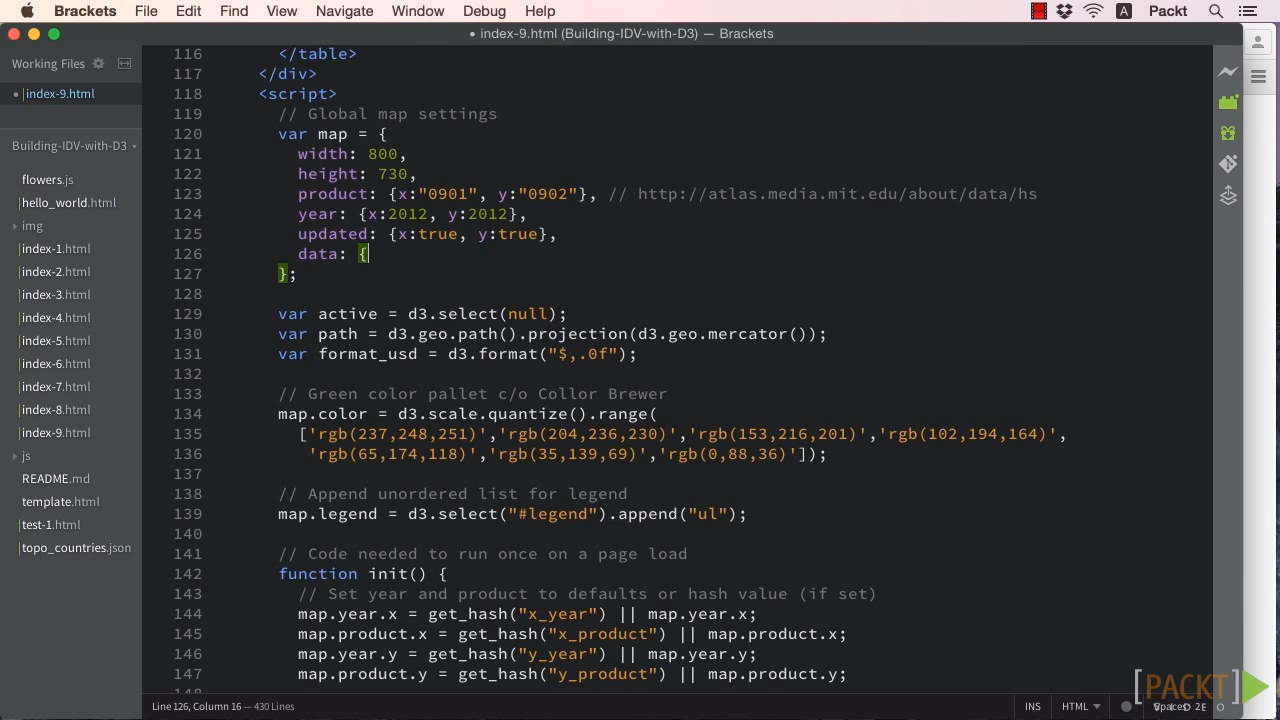 Brackets File Edit Find View Navigate Window Debug Help A Packt
• index-9.html (Building-IDV-with-D3) — Brackets
Working Files
• index-9.html
Building-IDV-with-D3
flowers.js
hello_world.html
img
index-1.html
index-2.html
index-3.html
index-4.html
index-5.html
index-6.html
index-7.html
index-8.html
index-9.html
js
README.md
template.html
test-1.html
topo_countries.json
116 </table>
117 </div>
118 <script>
119 // Global map settings
120 var map = {
121 width: 800,
122 height: 730,
123 product: {x:"0901", y:"0902"}, // http://atlas.media.mit.edu/about/data/hs
124 year: {x:2012, y:2012},
125 updated: {x:true, y:true},
126 data: {
127 };
128
129 var active = d3.select(null);
130 var path = d3.geo.path().projection(d3.geo.mercator());
131 var format_usd = d3.format("$,.0f");
132
133 // Green color pallet c/o Collor Brewer
134 map.color = d3.scale.quantize().range(
135 ['rgb(237,248,251)','rgb(204,236,230)','rgb(153,216,201)','rgb(102,194,164)',
136 'rgb(65,174,118)','rgb(35,139,69)','rgb(0,88,36)']);
137
138 // Append unordered list for legend
139 map.legend = d3.select("#legend").append("ul");
140
141 // Code needed to run once on a page load
142 function init() {
143 // Set year and product to defaults or hash value (if set)
144 map.year.x = get_hash("x_year") || map.year.x;
145 map.product.x = get_hash("x_product") || map.product.x;
146 map.year.y = get_hash("y_year") || map.year.y;
147 map.product.y = get_hash("y_product") || map.product.y;
148
Line 126, Column 16 — 430 Lines
INS HTML Spaces: 2
[PACKT]